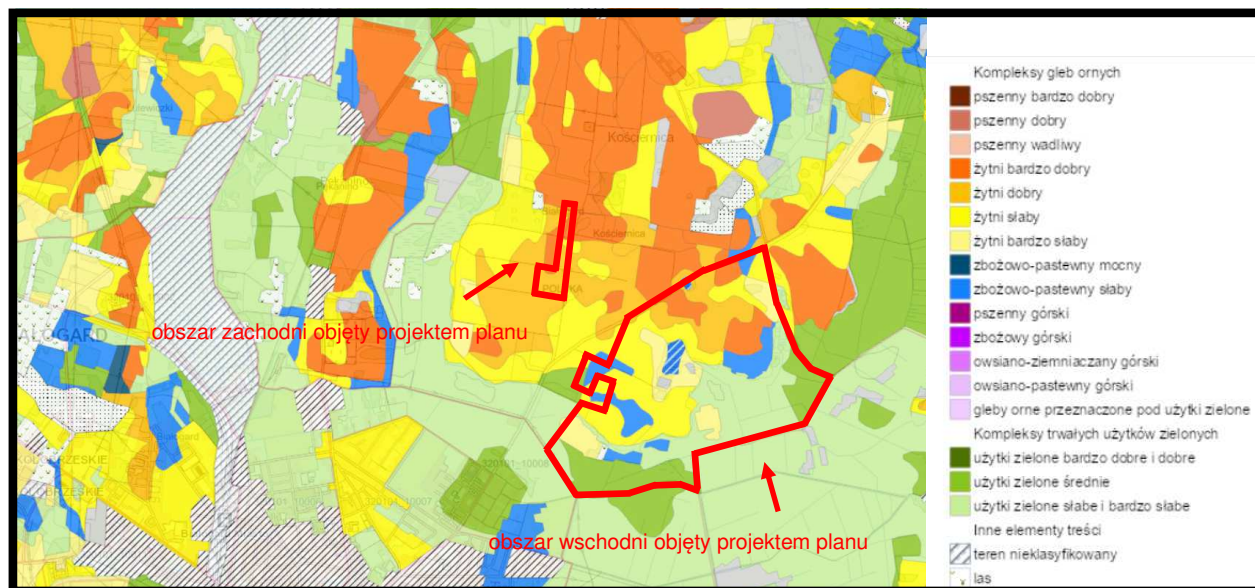 Kościernica
Kościernica
POLSKA
obszar zachodni objęty projektem planu
320101_10007
obszar wschodni objęty projektem planu
Kompleksy gleb ornych
pszenny bardzo dobry
pszenny dobry
pszenny wadliwy
żytni bardzo dobry
żytni dobry
żytni słaby
żytni bardzo słaby
zbożowo-pastewny mocny
zbożowo-pastewny słaby
pszenny górski
zbożowy górski
owsiano-ziemniaczany górski
owsiano-pastewny górski
gleby orne przeznaczone pod użytki zielone
Kompleksy trwałych użytków zielonych
użytki zielone bardzo dobre i dobre
użytki zielone średnie
użytki zielone słabe i bardzo słabe
Inne elementy treści
teren nieklasyfikowany
las